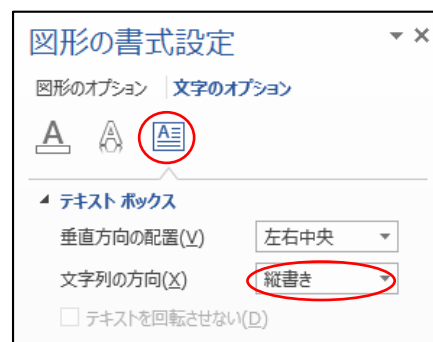 図形の書式設定
図形のオプション 文字のオプション
A A A
テキスト ボックス
垂直方向の配置(V) 左右中央
文字列の方向(X) 縦書き
テキストを回転させない(D)